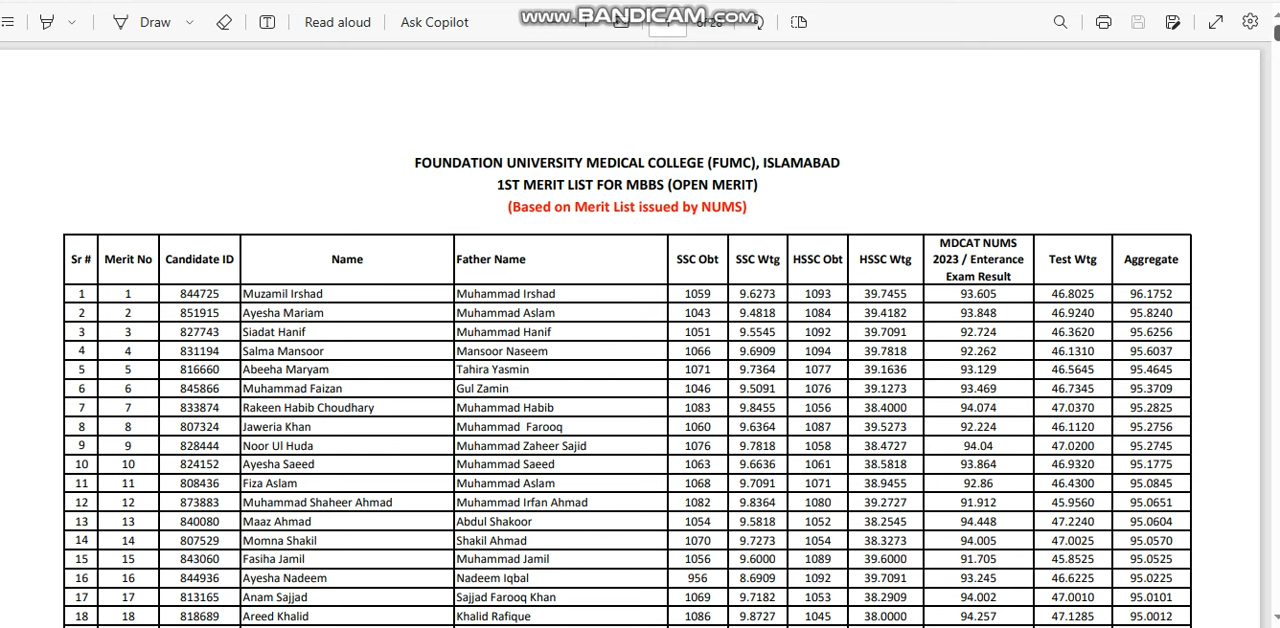 Draw
Read aloud
Ask Copilot
www.BANDICAM.com
FOUNDATION UNIVERSITY MEDICAL COLLEGE (FUMC), ISLAMABAD
1ST MERIT LIST FOR MBBS (OPEN MERIT)
(Based on Merit List issued by NUMS)
Sr # Merit No Candidate ID Name Father Name SSC Obt SSC Wtg HSSC Obt HSSC Wtg MDCAT NUMS 2023 / Enterance Exam Result Test Wtg Aggregate
1 1 844725 Muzamil Irshad Muhammad Irshad 1059 9.6273 1093 39.7455 93.605 46.8025 96.1752
2 2 851915 Ayesha Mariam Muhammad Aslam 1043 9.4818 1084 39.4182 93.848 46.9240 95.8240
3 3 827743 Siadat Hanif Muhammad Hanif 1051 9.5545 1092 39.7091 92.724 46.3620 95.6256
4 4 831194 Salma Mansoor Mansoor Naseem 1066 9.6909 1094 39.7818 92.262 46.1310 95.6037
5 5 816660 Abeeha Maryam Tahira Yasmin 1071 9.7364 1077 39.1636 93.129 46.5645 95.4645
6 6 845866 Muhammad Faizan Gul Zamin 1046 9.5091 1076 39.1273 93.469 46.7345 95.3709
7 7 833874 Rakeen Habib Choudhary Muhammad Habib 1083 9.8455 1056 38.4000 94.074 47.0370 95.2825
8 8 807324 Jaweria Khan Muhammad Farooq 1060 9.6364 1087 39.5273 92.224 46.1120 95.2756
9 9 828444 Noor Ul Huda Muhammad Zaheer Sajid 1076 9.7818 1058 38.4727 94.04 47.0200 95.2745
10 10 824152 Ayesha Saeed Muhammad Saeed 1063 9.6636 1061 38.5818 93.864 46.9320 95.1775
11 11 808436 Fiza Aslam Muhammad Aslam 1068 9.7091 1071 38.9455 92.86 46.4300 95.0845
12 12 873883 Muhammad Shaheer Ahmad Muhammad Irfan Ahmad 1082 9.8364 1080 39.2727 91.912 45.9560 95.0651
13 13 840080 Maaz Ahmad Abdul Shakoor 1054 9.5818 1052 38.2545 94.448 47.2240 95.0604
14 14 807529 Momna Shakil Shakil Ahmad 1070 9.7273 1054 38.3273 94.005 47.0025 95.0570
15 15 843060 Fasiha Jamil Muhammad Jamil 1056 9.6000 1089 39.6000 91.705 45.8525 95.0525
16 16 844936 Ayesha Nadeem Nadeem Iqbal 956 8.6909 1092 39.7091 93.245 46.6225 95.0225
17 17 813165 Anam Sajjad Sajjad Farooq Khan 1069 9.7182 1053 38.2909 94.002 47.0010 95.0101
18 18 818689 Areed Khalid Khalid Rafique 1086 9.8727 1045 38.0000 94.257 47.1285 95.0012